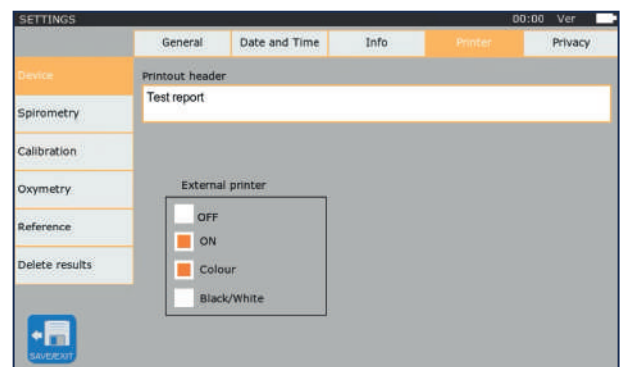 SETTINGS 00:00 Ver
General Date and Time Info Printer Privacy
Device
Printout header
Test report
Spirometry
Calibration
Oxymetry
External printer
OFF
Reference
ON
Delete results
Colour
Black/White
SAVE/EXIT